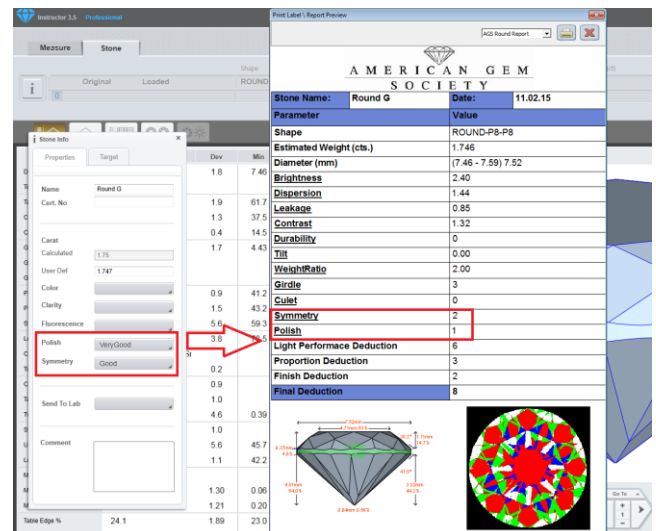 Instructor 3.5 Professional
Measure Stone
Original Loaded
Shape
ROUND
i
0
Stone Info
Properties Target
Name Round G
Cert. No
Carat
Calculated 1.75
User Def 1.747
Color
Clarity
Fluorescence
Polish VeryGood
Symmetry Good
Send To Lab
Comment
Dev Min
1.8 7.46
1.9 61.7
1.3 37.5
0.4 14.5
1.7 4.43
0.9 41.2
1.5 43.2
5.6 59.3
3.8
0.2
0.9
1.0
4.6 0.39
1.0
5.6 45.7
1.1 42.2
1.30 0.06
1.21 0.20
Table Edge % 24.1 1.89 23.0
Print Label \ Report Preview
AGS Round Report
AMERICAN GEM
SOCIETY
Stone Name: Round G Date: 11.02.15
Parameter Value
Shape ROUND-P8-P8
Estimated Weight (cts.) 1.746
Diameter (mm) (7.46 - 7.59) 7.52
Brightness 2.40
Dispersion 1.44
Leakage 0.85
Contrast 1.32
Durability 0
Tilt 0.00
WeightRatio 2.00
Girdle 3
Culet 0
Symmetry 2
Polish 1
Light Performace Deduction 6
Proportion Deduction 3
Finish Deduction 2
Final Deduction 8
7.52mm
Go To
1